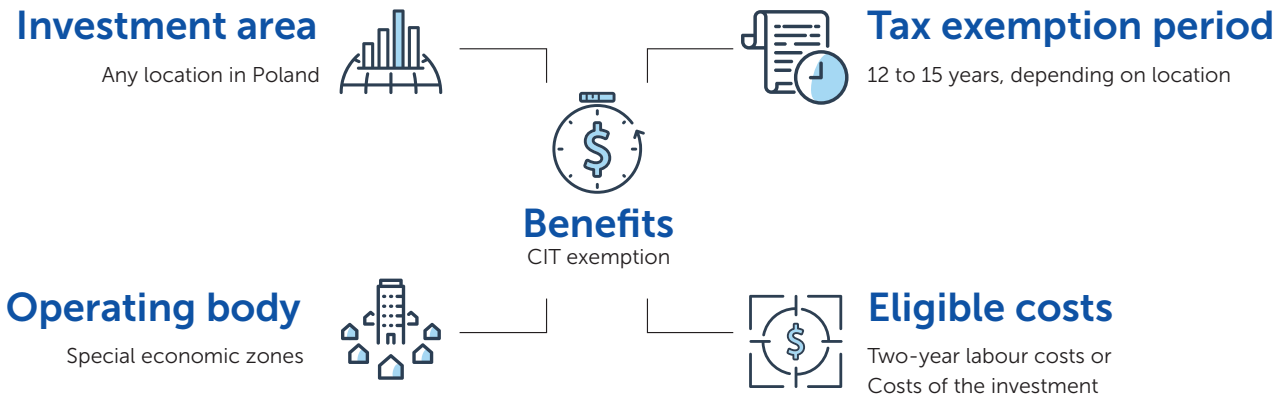 Investment area
Any location in Poland
Tax exemption period
12 to 15 years, depending on location
$
Benefits
CIT exemption
Operating body
Special economic zones
$
Eligible costs
Two-year labour costs or
Costs of the investment